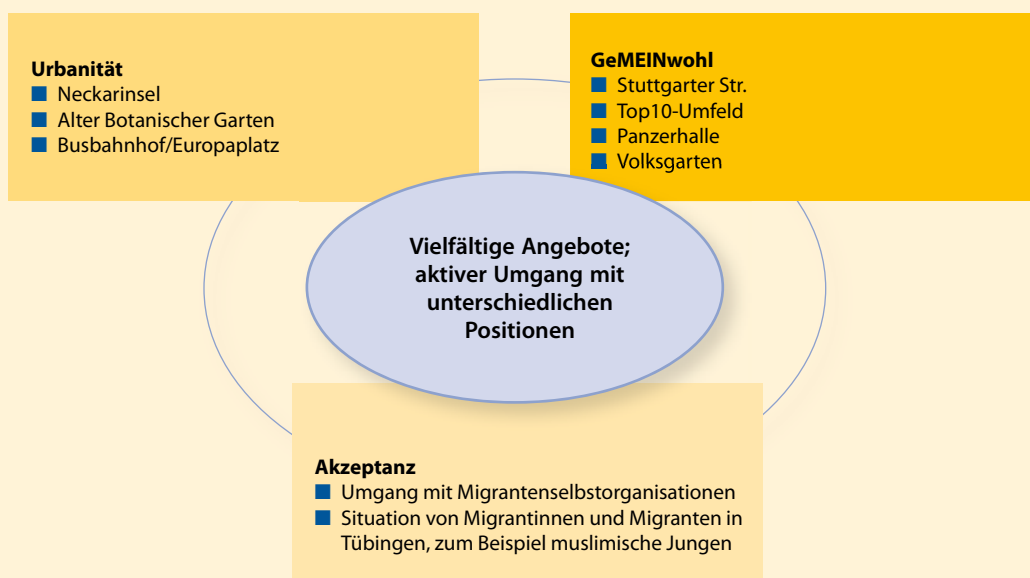 Urbanität
■ Neckarinsel
■ Alter Botanischer Garten
■ Busbahnhof/Europaplatz
GeMEINwohl
■ Stuttgarter Str.
■ Top10-Umfeld
■ Panzerhalle
■ Volksgarten
Vielfältige Angebote;
aktiver Umgang mit
unterschiedlichen
Positionen
Akzeptanz
■ Umgang mit Migrantenselbstorganisationen
■ Situation von Migrantinnen und Migranten in
Tübingen, zum Beispiel muslimische Jungen